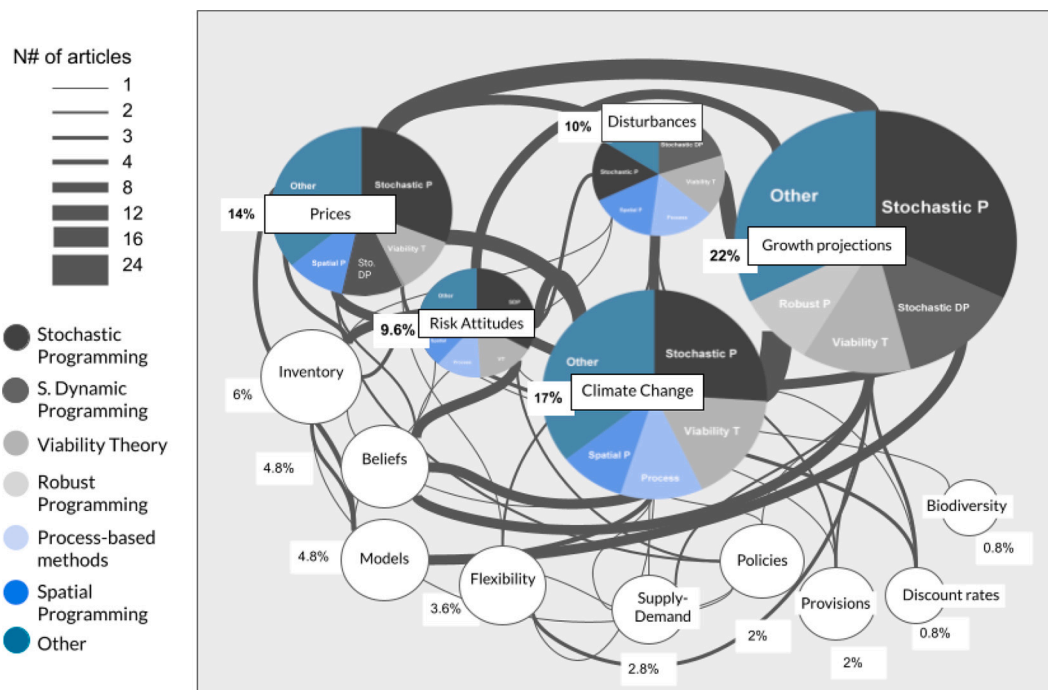 N# of articles
1
2
3
4
8
12
16
24
Stochastic
Programming
S. Dynamic
Programming
Viability Theory
Robust
Programming
Process-based
methods
Spatial
Programming
Other
10%
Disturbances
Stochastic DP
Stochastic P
Viability T
Spatial P
Process
Other
Stochastic P
14%
Prices
Viability T
Spatial P
Sto.
DP
Other
Stochastic P
22%
Growth projections
Robust P
Stochastic DP
Viability T
Other
SDP
9.6%
Risk Attitudes
Spatial
Process
VT
Other
Stochastic P
17%
Climate Change
Viability T
Spatial P
Process
Inventory
6%
Beliefs
4.8%
Models
4.8%
Flexibility
3.6%
Supply-
Demand
2.8%
Policies
2%
Provisions
2%
Discount rates
0.8%
Biodiversity
0.8%